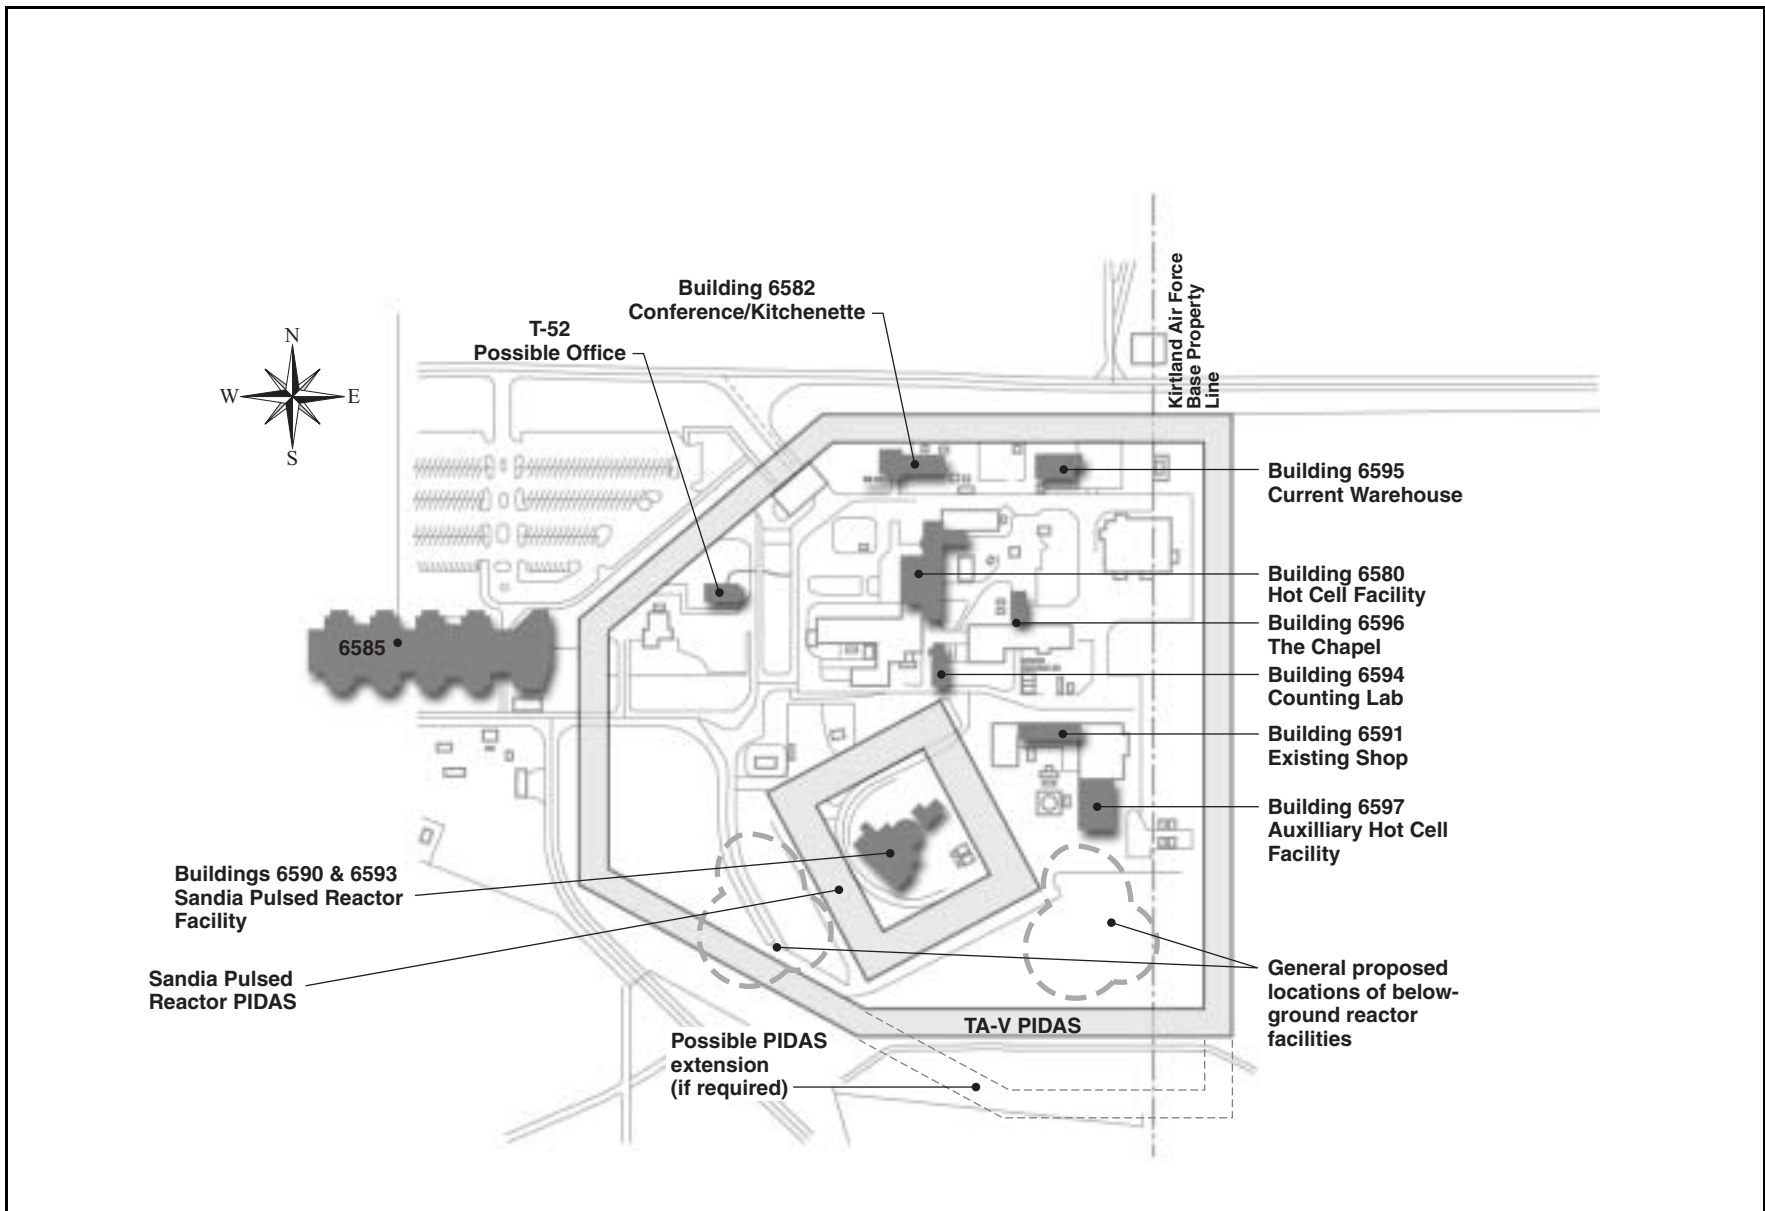 Building 6582
Conference/Kitchenette
T-52
Possible Office
Kirtland Air Force
Base Property
Line
N
W
E
S
Building 6595
Current Warehouse
Building 6580
Hot Cell Facility
Building 6596
The Chapel
6585
Building 6594
Counting Lab
Building 6591
Existing Shop
Building 6597
Auxilliary Hot Cell
Facility
Buildings 6590 & 6593
Sandia Pulsed Reactor
Facility
Sandia Pulsed
Reactor PIDAS
General proposed
locations of below-
ground reactor
facilities
TA-V PIDAS
Possible PIDAS
extension
(if required)